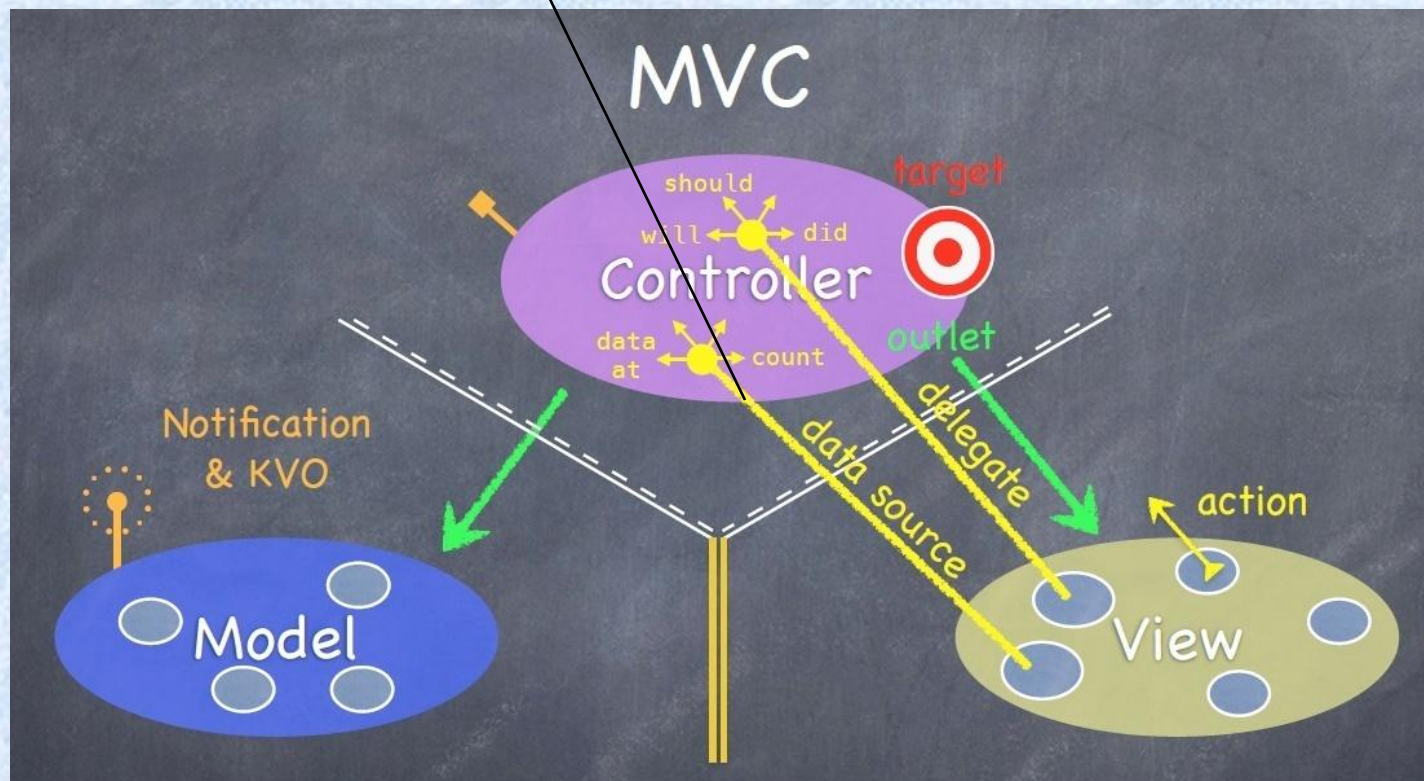 MVC
should
target
will
did
Controller
outlet
data
at
count
delegate
Notification
& KVO
data source
action
Model
View